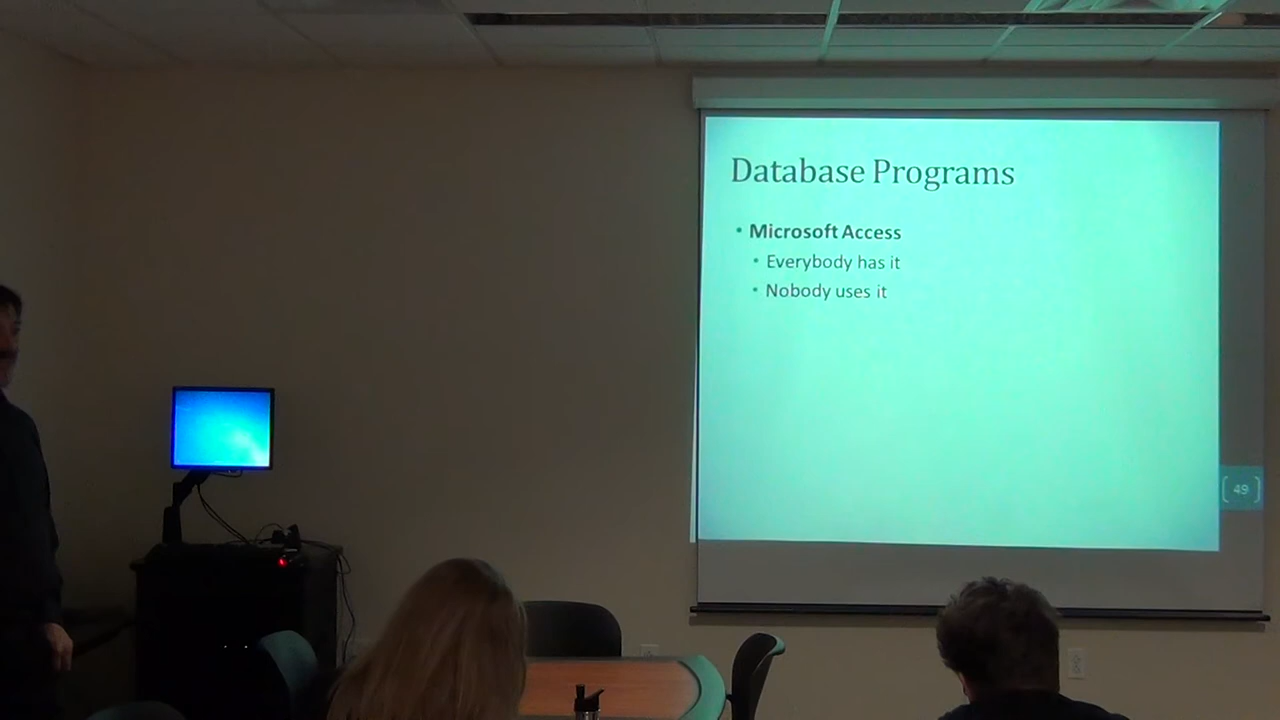 Database Programs
• Microsoft Access
• Everybody has it
• Nobody uses it
[49]